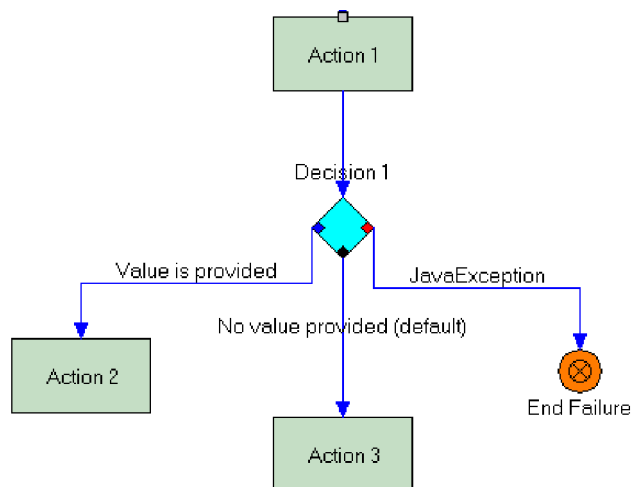 Action 1
Decision 1
Value is provided
JavaException
No value provided (default)
Action 2
End Failure
Action 3